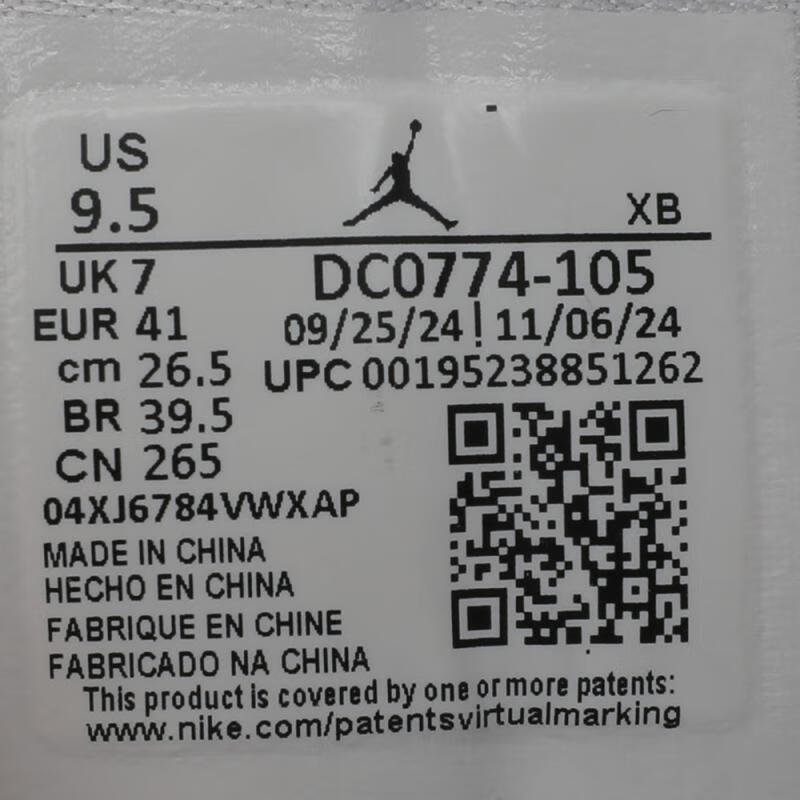 US
9.5
XB
UK 7
DC0774-105
EUR 41
09/25/24 ! 11/06/24
cm 26.5
UPC 00195238851262
BR 39.5
CN 265
04XJ6784VWXAP
MADE IN CHINA
HECHO EN CHINA
FABRIQUE EN CHINE
FABRICADO NA CHINA
This product is covered by one or more patents:
www.nike.com/patentsvirtualmarking